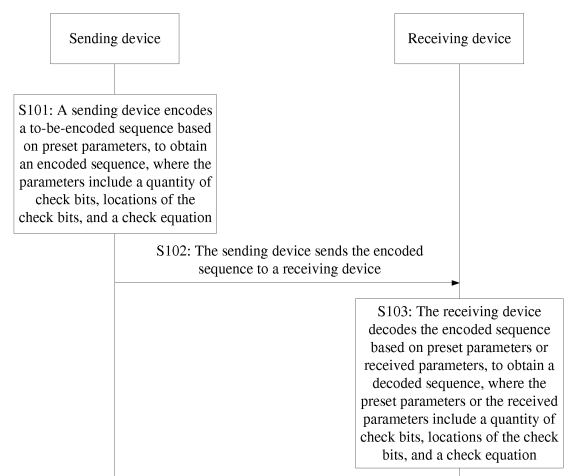 Sending device
Receiving device
S101: A sending device encodes
a to-be-encoded sequence based
on preset parameters, to obtain
an encoded sequence, where the
parameters include a quantity of
check bits, locations of the
check bits, and a check equation
S102: The sending device sends the encoded
sequence to a receiving device
S103: The receiving device
decodes the encoded sequence
based on preset parameters or
received parameters, to obtain a
decoded sequence, where the
preset parameters or the received
parameters include a quantity of
check bits, locations of the check
bits, and a check equation